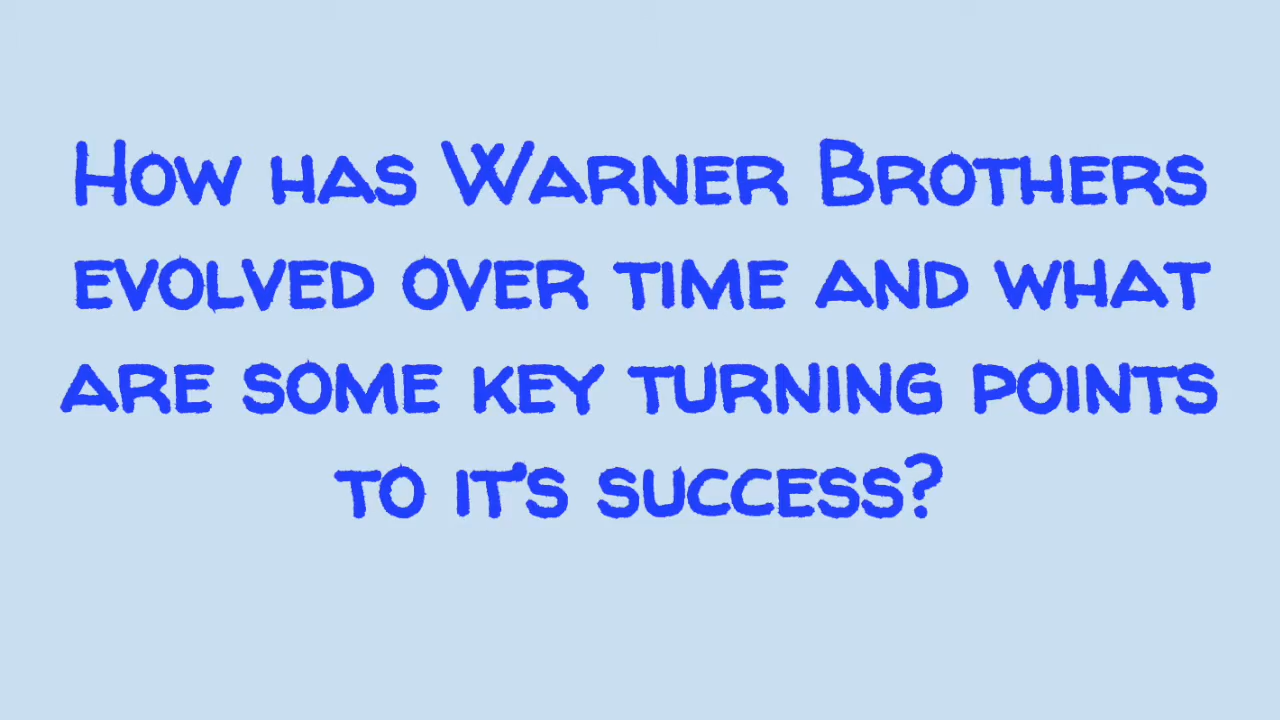 How has Warner Brothers
evolved over time and what
are some key turning points
to it's success?